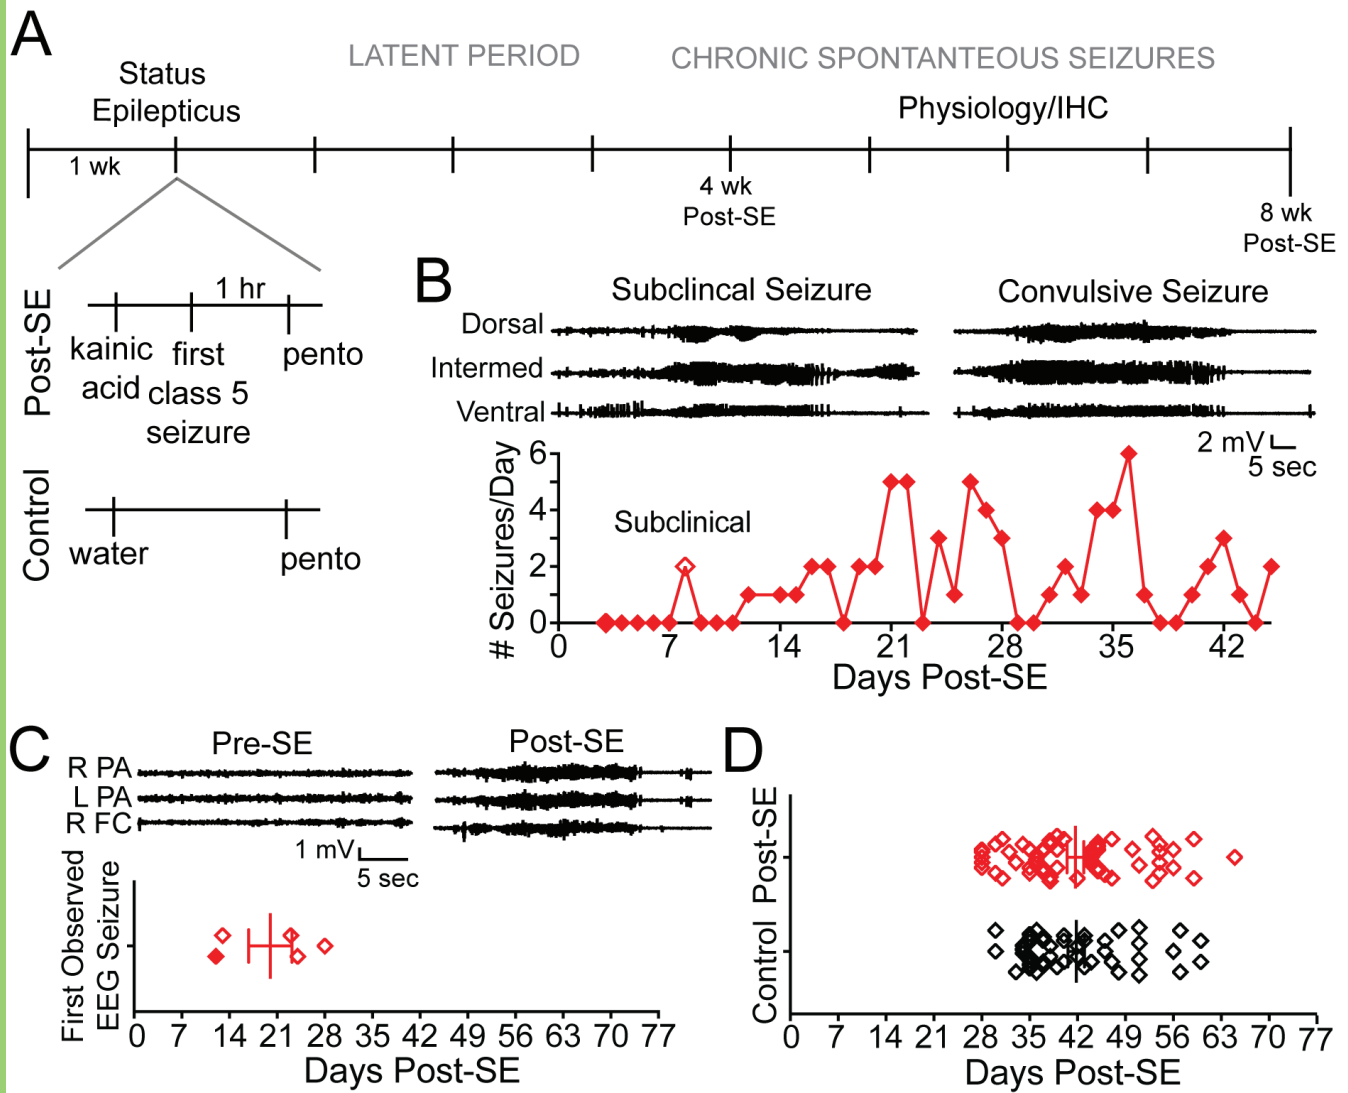 A
LATENT PERIOD
CHRONIC SPONTANTEOUS SEIZURES
Status
Epilepticus
Physiology/IHC
1 wk
4 wk
Post-SE
8 wk
Post-SE
Post-SE
1 hr
kainic
acid
first
class 5
seizure
pento
Control
water
pento
B
Subclincal Seizure
Convulsive Seizure
Dorsal
Intermed
Ventral
2 mV
5 sec
# Seizures/Day
6
4
2
0
Subclinical
0 7 14 21 28 35 42
Days Post-SE
C
Pre-SE
Post-SE
R PA
L PA
R FC
1 mV
5 sec
First Observed
EEG Seizure
0 7 14 21 28 35 42 49 56 63 70 77
Days Post-SE
D
Post-SE
Control
0 7 14 21 28 35 42 49 56 63 70 77
Days Post-SE